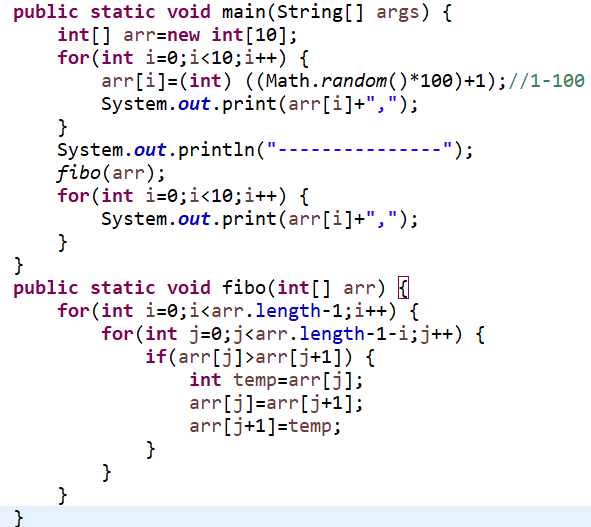 public static void main(String[] args) {
    int[] arr=new int[10];
    for(int i=0;i<10;i++) {
        arr[i]=(int) ((Math.random()*100)+1);//1-100
        System.out.print(arr[i]+",");
    }
    System.out.println("---------------");
    fibo(arr);
    for(int i=0;i<10;i++) {
        System.out.print(arr[i]+",");
    }
}
public static void fibo(int[] arr) {
    for(int i=0;i<arr.length-1;i++) {
        for(int j=0;j<arr.length-1-i;j++) {
            if(arr[j]>arr[j+1]) {
                int temp=arr[j];
                arr[j]=arr[j+1];
                arr[j+1]=temp;
            }
        }
    }
}